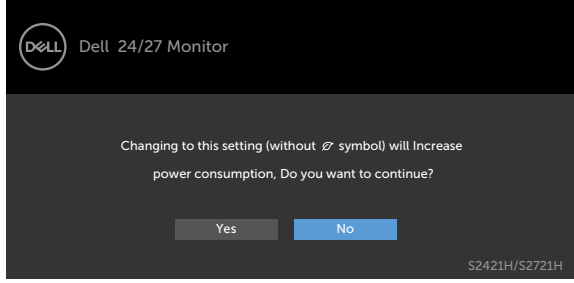 DELL
Dell 24/27 Monitor
Changing to this setting (without symbol) will Increase
power consumption, Do you want to continue?
Yes
No
S2421H/S2721H